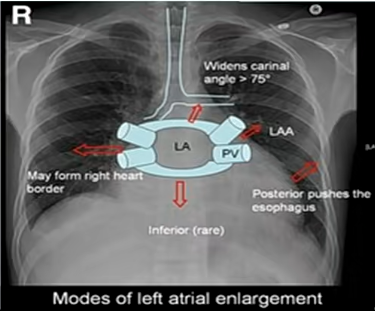 R
Widens carinal
angle > 75°
LAA
LA
PV
May form right heart
border
Posterior pushes the
esophagus
Inferior (rare)
Modes of left atrial enlargement